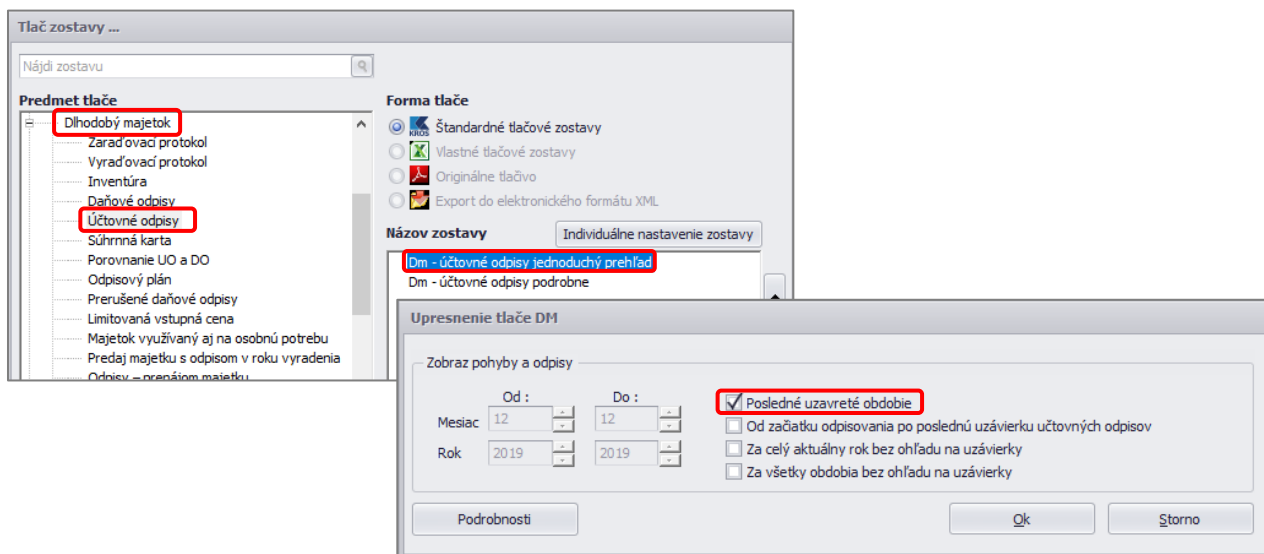 Tlač zostavy ...
Nájdi zostavu
Predmet tlače
Dlhodobý majetok
Zaraďovací protokol
Vyraďovací protokol
Inventúra
Daňové odpisy
Účtovné odpisy
Súhrnná karta
Porovnanie UO a DO
Odpisový plán
Prerušené daňové odpisy
Limitovaná vstupná cena
Majetok využívaný aj na osobnú potrebu
Predaj majetku s odpisom v roku vyradenia
Odpisy – prenájom majetku
Forma tlače
KROS Štandardné tlačové zostavy
Vlastné tlačové zostavy
Originálne tlačivo
Export do elektronického formátu XML
Názov zostavy
Individuálne nastavenie zostavy
Dm - účtovné odpisy jednoduchý prehľad
Dm - účtovné odpisy podrobne
Upresnenie tlače DM
Zobraz pohyby a odpisy
Od : Do :
Mesiac 12 12
Rok 2019 2019
Posledné uzavreté obdobie
Od začiatku odpisovania po poslednú uzávierku učtovných odpisov
Za celý aktuálny rok bez ohľadu na uzávierky
Za všetky obdobia bez ohľadu na uzávierky
Podrobnosti
Ok
Storno